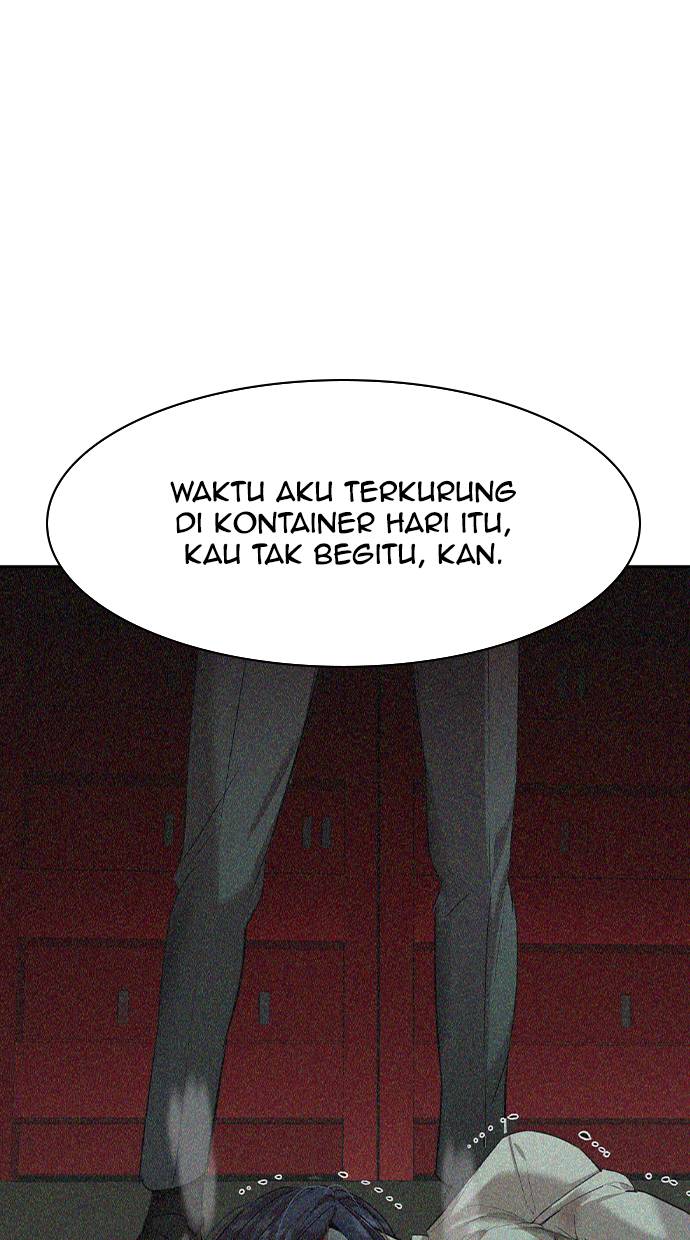 WAKTU AKU TERKURUNG
DI KONTAINER HARI ITU,
KAU TAK BEGITU, KAN.